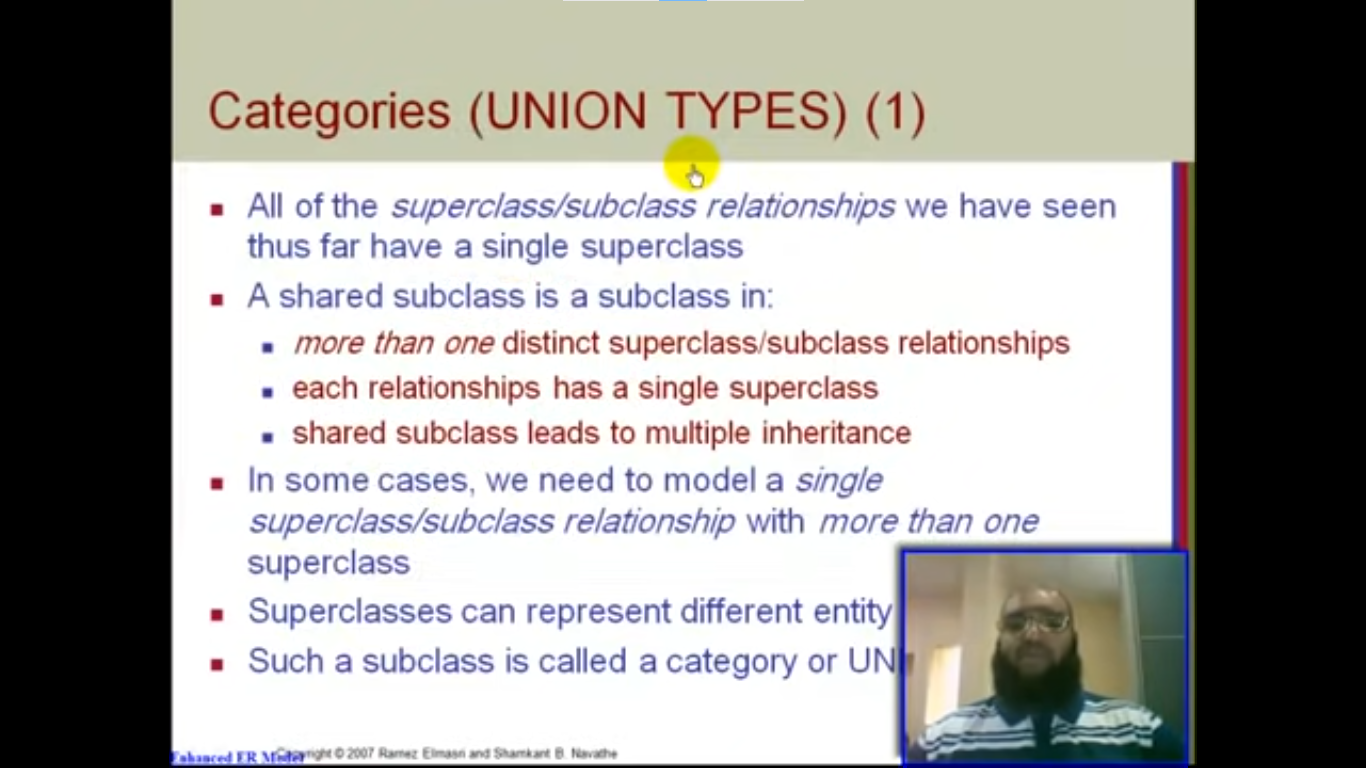 Categories (UNION TYPES) (1)
All of the superclass/subclass relationships we have seen
thus far have a single superclass
A shared subclass is a subclass in:
more than one distinct superclass/subclass relationships
each relationships has a single superclass
shared subclass leads to multiple inheritance
In some cases, we need to model a single
superclass/subclass relationship with more than one
superclass
Superclasses can represent different entity
Such a subclass is called a category or
Enhanced ER Model
Copyright © 2007 Ramez Elmasri and Shamkant B. Navathe